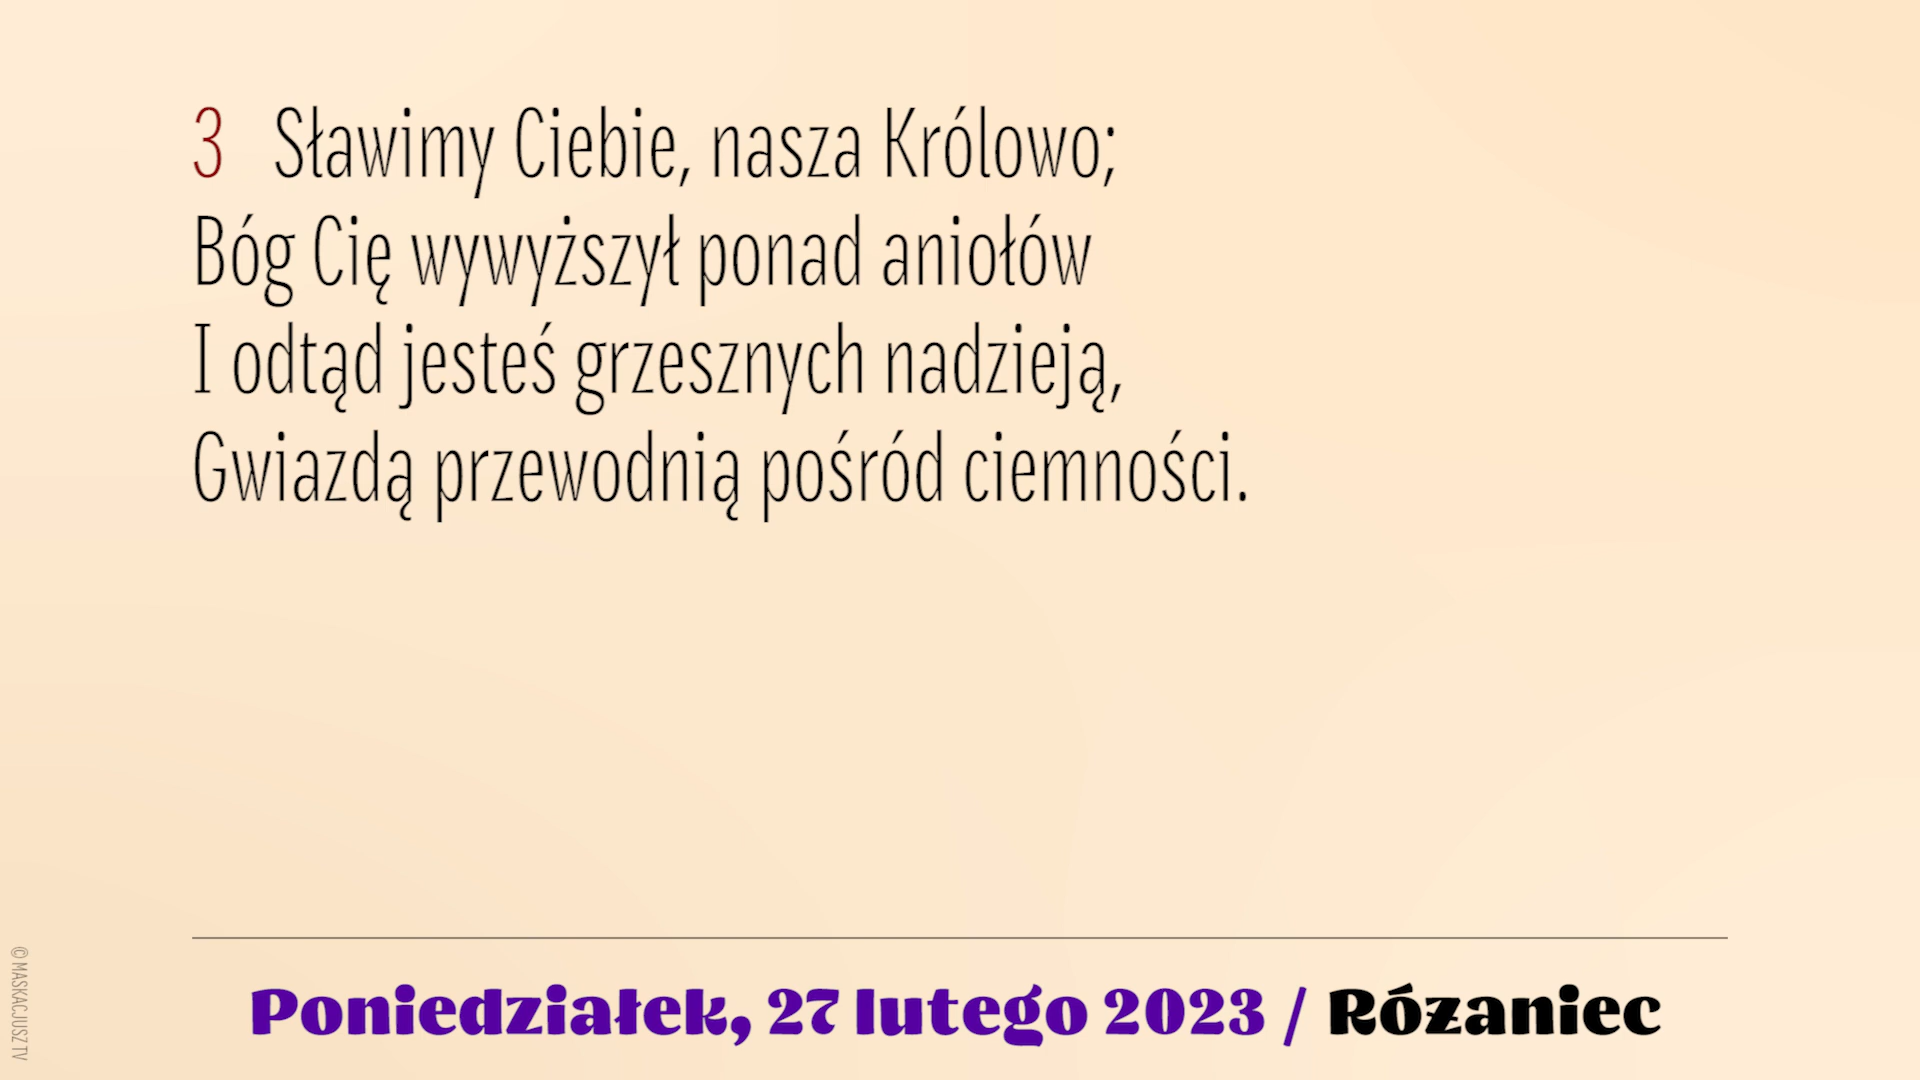 3 Sławimy Ciebie, nasza Królowo;
Bóg Cię wywyższył ponad aniołów
I odtąd jesteś grzesznych nadzieją,
Gwiazdą przewodnią pośród ciemności.
Poniedziałek, 27 lutego 2023 / Rózaniec
© MASKACJUSZ TV